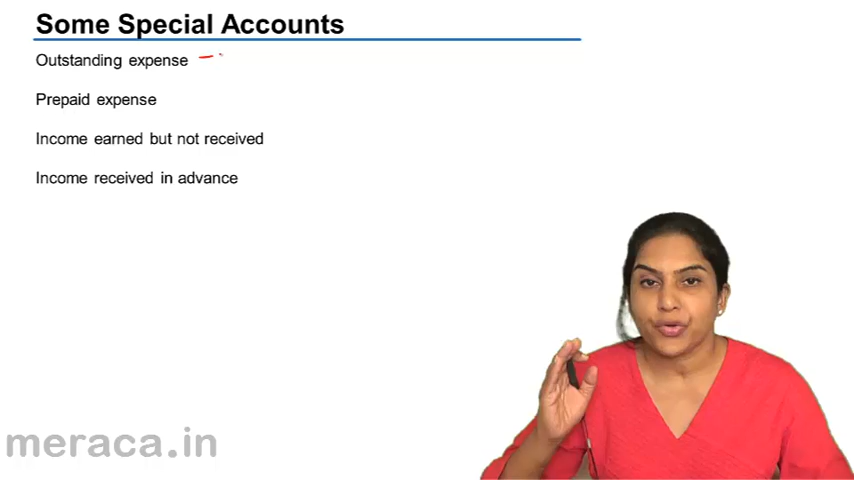 Some Special Accounts
Outstanding expense
Prepaid expense
Income earned but not received
Income received in advance
meraca.in